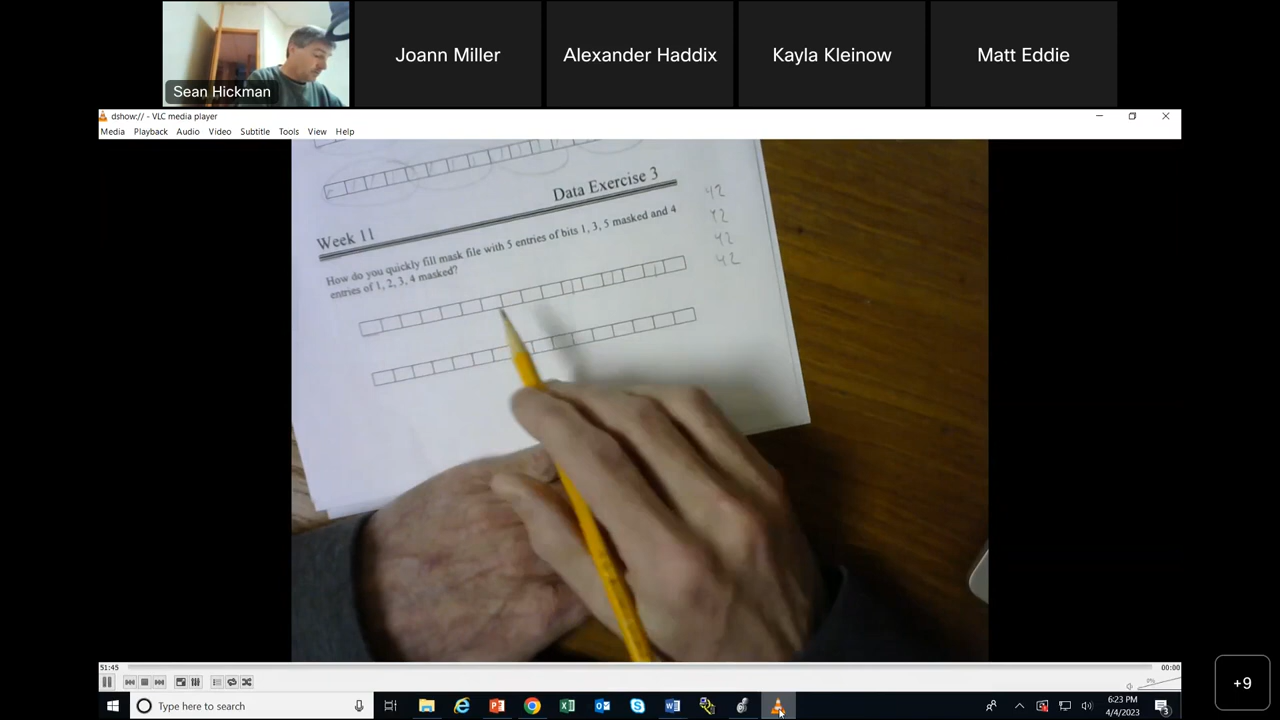 Joann Miller
Alexander Haddix
Kayla Kleinow
Matt Eddie
Sean Hickman
dshow:// - VLC media player
Media Playback Audio Video Subtitle Tools View Help
Data Exercise 3
Week 11
How do you quickly fill mask file with 5 entries of bits 1, 3, 5 masked and 4
entries of 1, 2, 3, 4 masked?
42
42
42
42
51:45
00:00
0%
Type here to search
6:23 PM
4/4/2023
3
+9